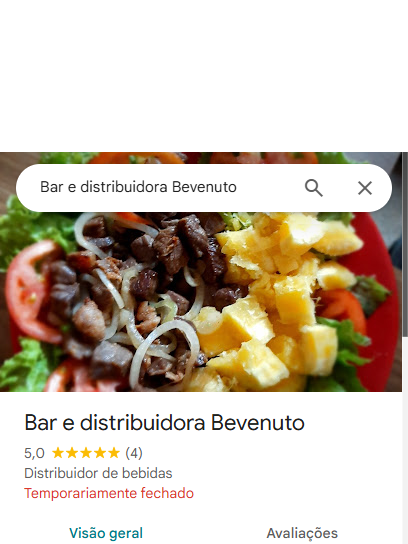 Bar e distribuidora Bevenuto
Bar e distribuidora Bevenuto
5,0 ★★★★★ (4)
Distribuidor de bebidas
Temporariamente fechado
Visão geral Avaliações